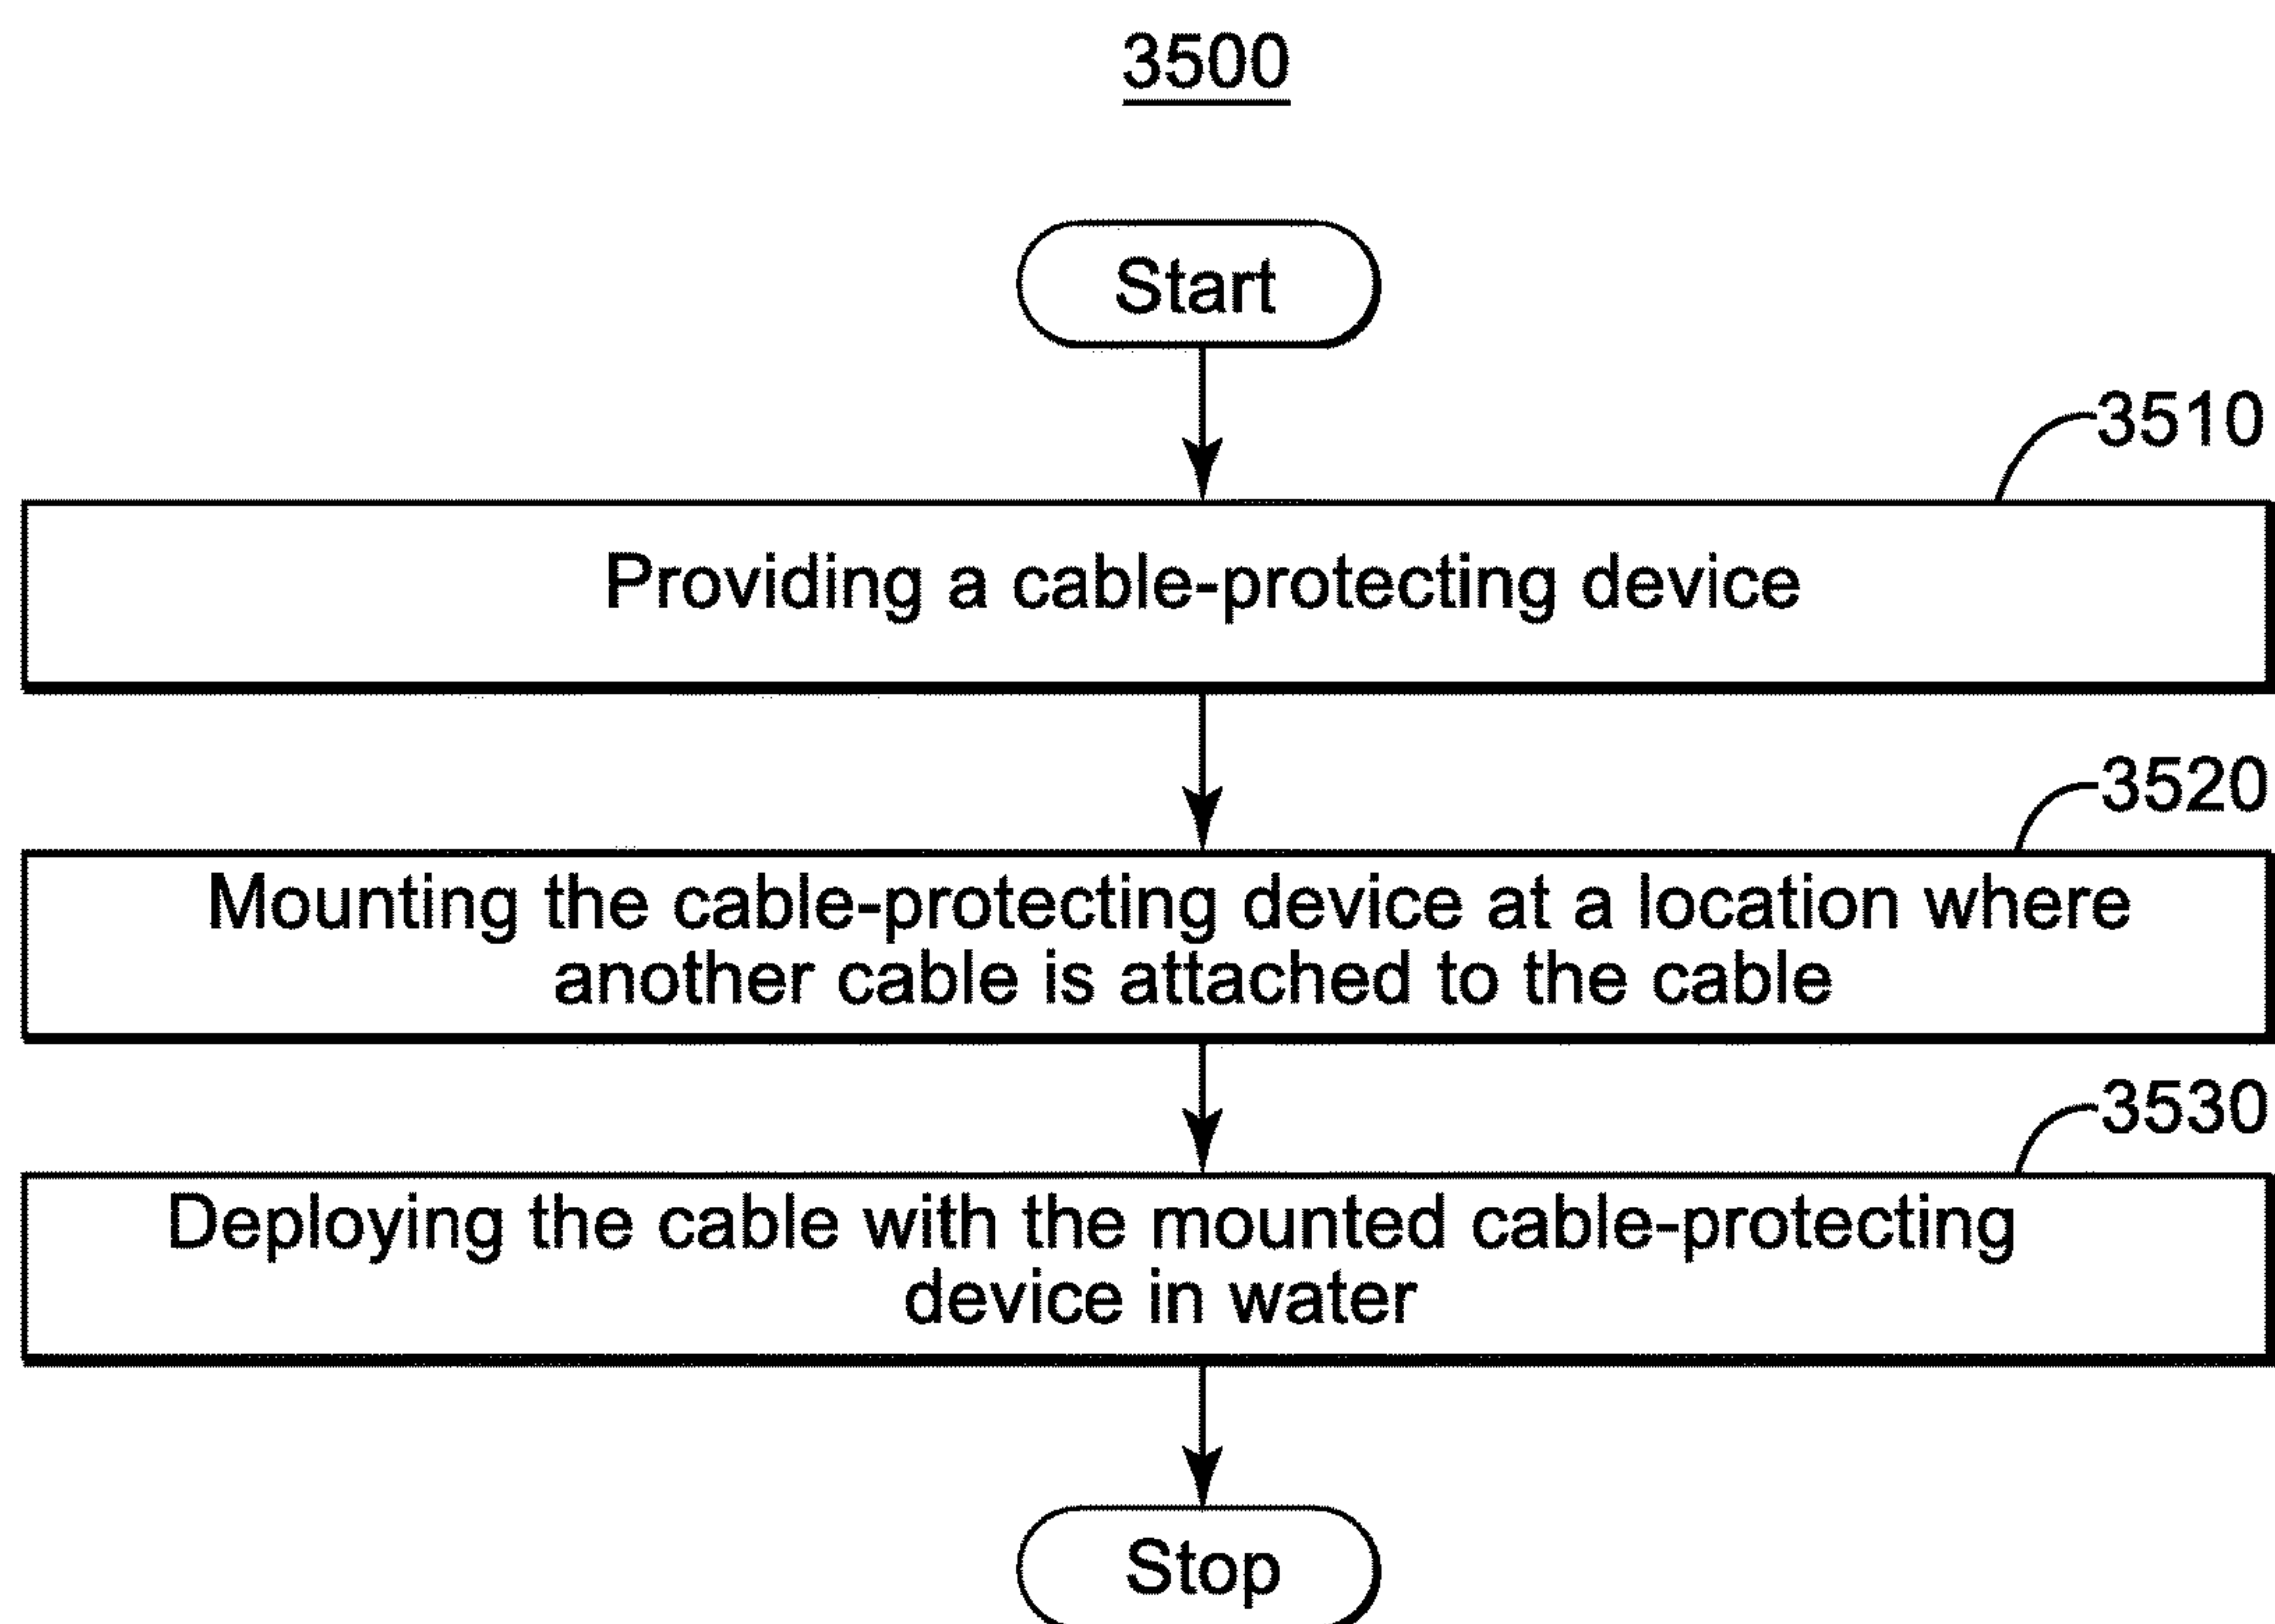 3500
Start
3510
Providing a cable-protecting device
3520
Mounting the cable-protecting device at a location where
another cable is attached to the cable
3530
Deploying the cable with the mounted cable-protecting
device in water
Stop